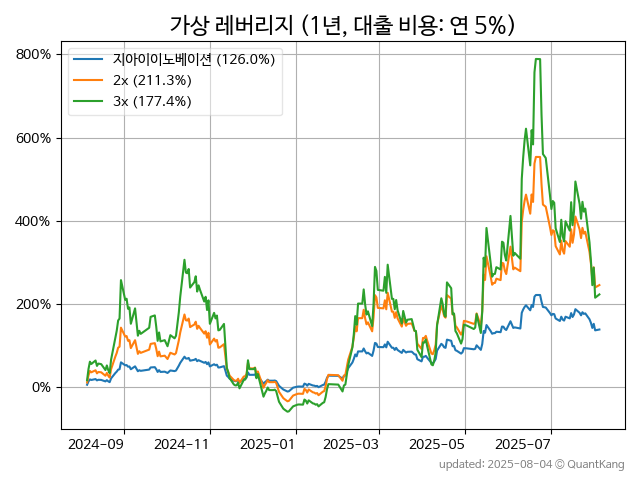 가상 레버리지 (1년, 대출 비용: 연 5%)
800%
600%
400%
200%
0%
지아이이노베이션 (126.0%)
2x (211.3%)
3x (177.4%)
2024-09
2024-11
2025-01
2025-03
2025-05
2025-07
updated: 2025-08-04 © QuantKang